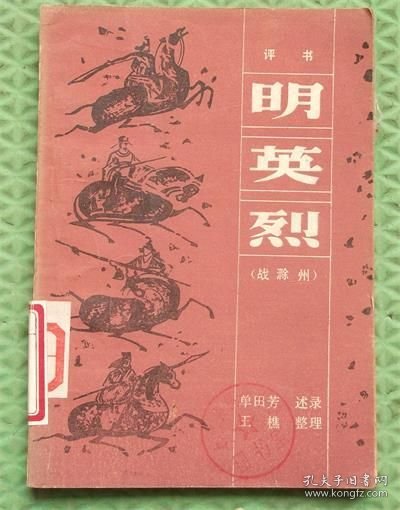 评 书
明
英
烈
(战滁州)
单田芳 述录
王樵 整理
孔夫子旧书网
www.kongfz.com